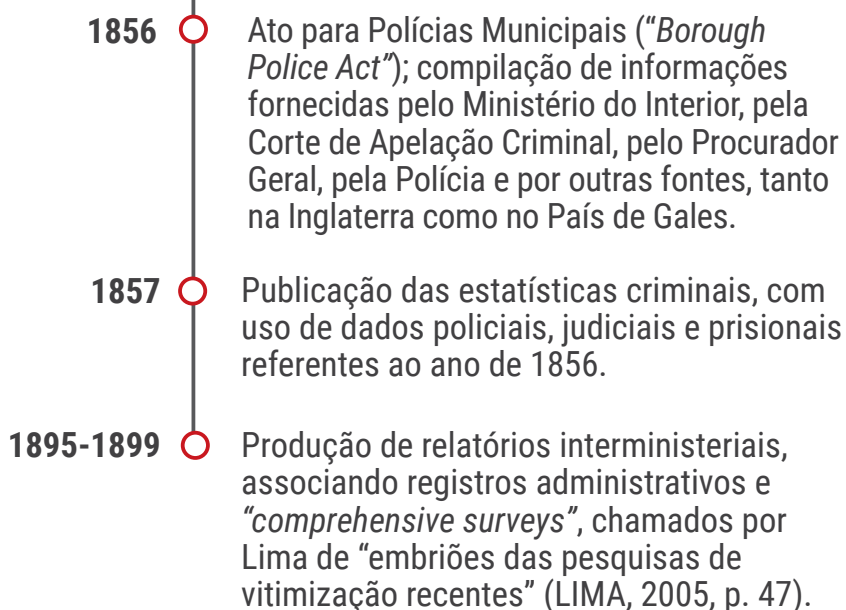 1856 Ato para Polícias Municipais (“Borough
Police Act”); compilação de informações
fornecidas pelo Ministério do Interior, pela
Corte de Apelação Criminal, pelo Procurador
Geral, pela Polícia e por outras fontes, tanto
na Inglaterra como no País de Gales.
1857 Publicação das estatísticas criminais, com
uso de dados policiais, judiciais e prisionais
referentes ao ano de 1856.
1895-1899 Produção de relatórios interministeriais,
associando registros administrativos e
“comprehensive surveys”, chamados por
Lima de “embriões das pesquisas de
vitimização recentes” (LIMA, 2005, p. 47).